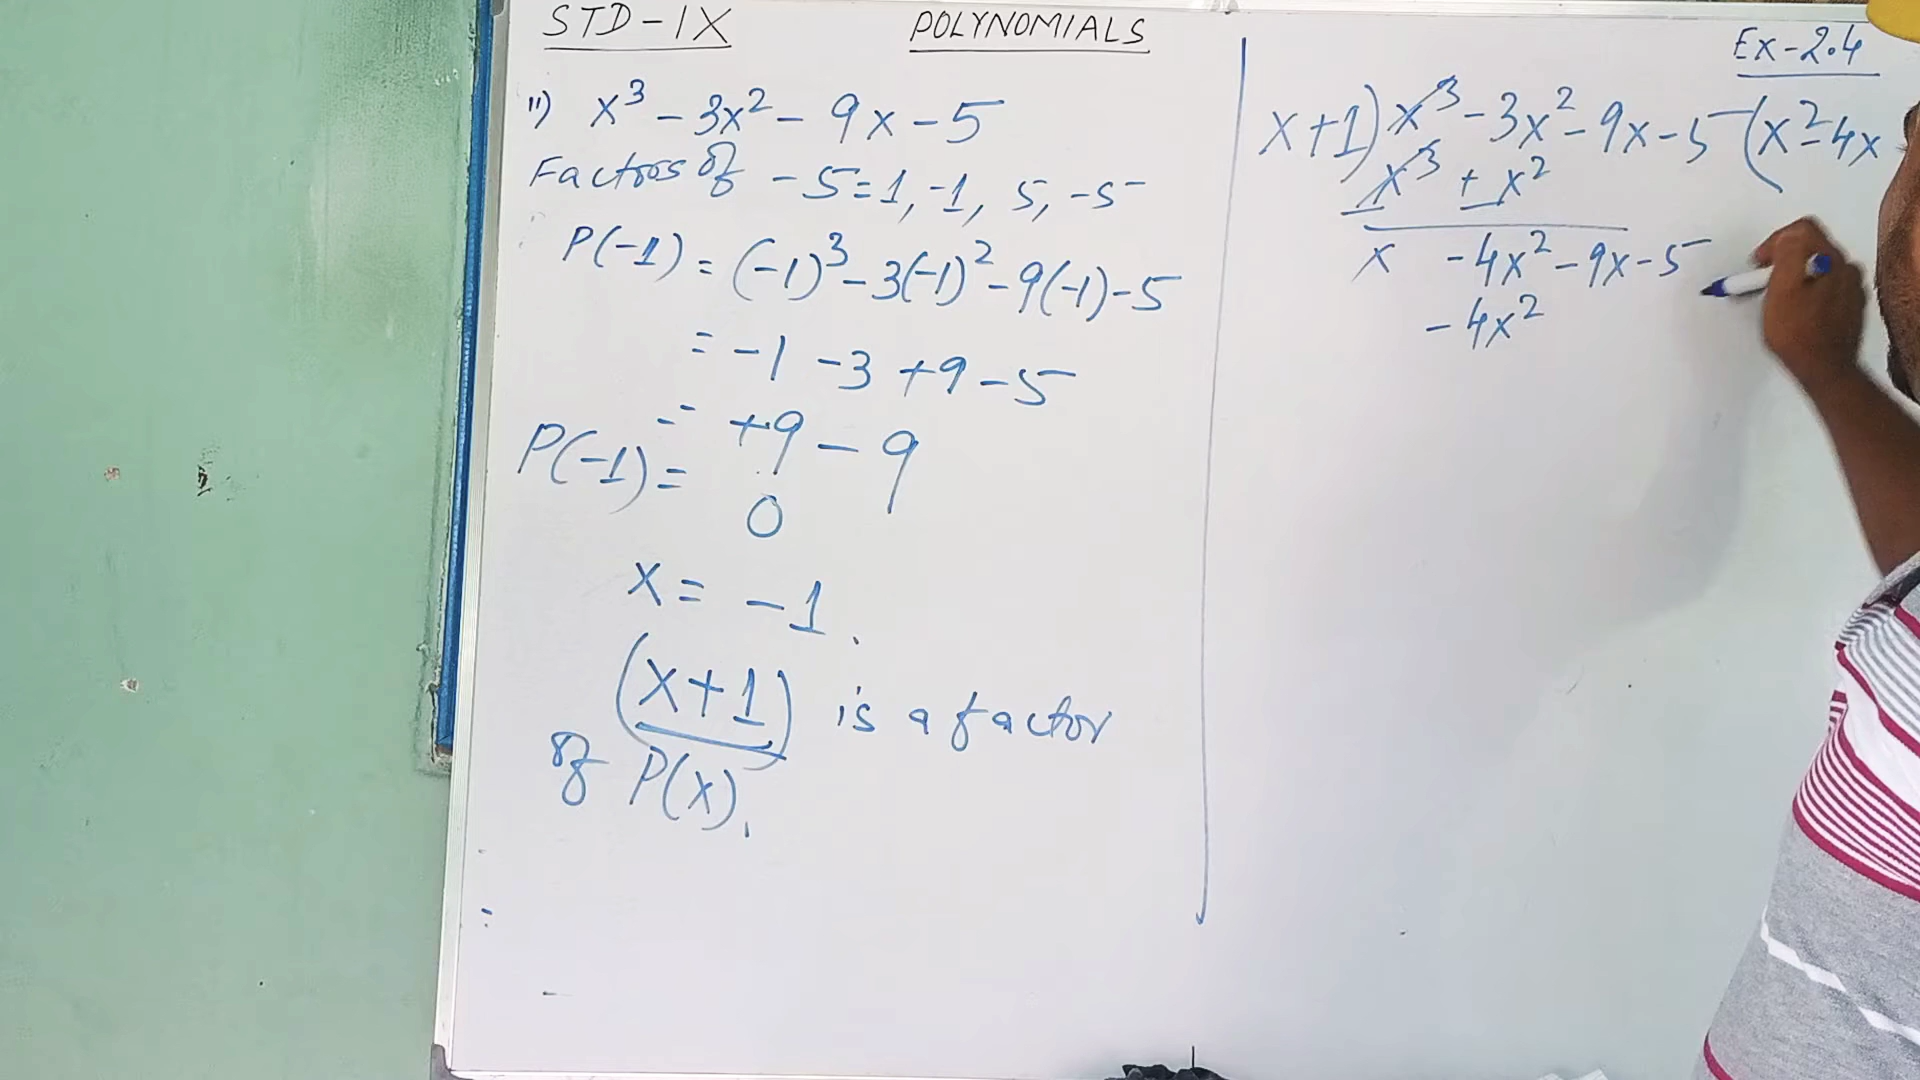 STD-IX
POLYNOMIALS
Ex-2.4
ii) x³ - 3x² - 9x - 5
Factors of -5 = 1, -1, 5, -5
P(-1) = (-1)³ - 3(-1)² - 9(-1) - 5
= -1 -3 +9 -5
= +9 - 9
P(-1) = 0
x = -1.
(x+1) is a factor
of P(x).
x+1) x³ - 3x² - 9x - 5 (x² - 4x
x³ + x²
x -4x² - 9x - 5
-4x²